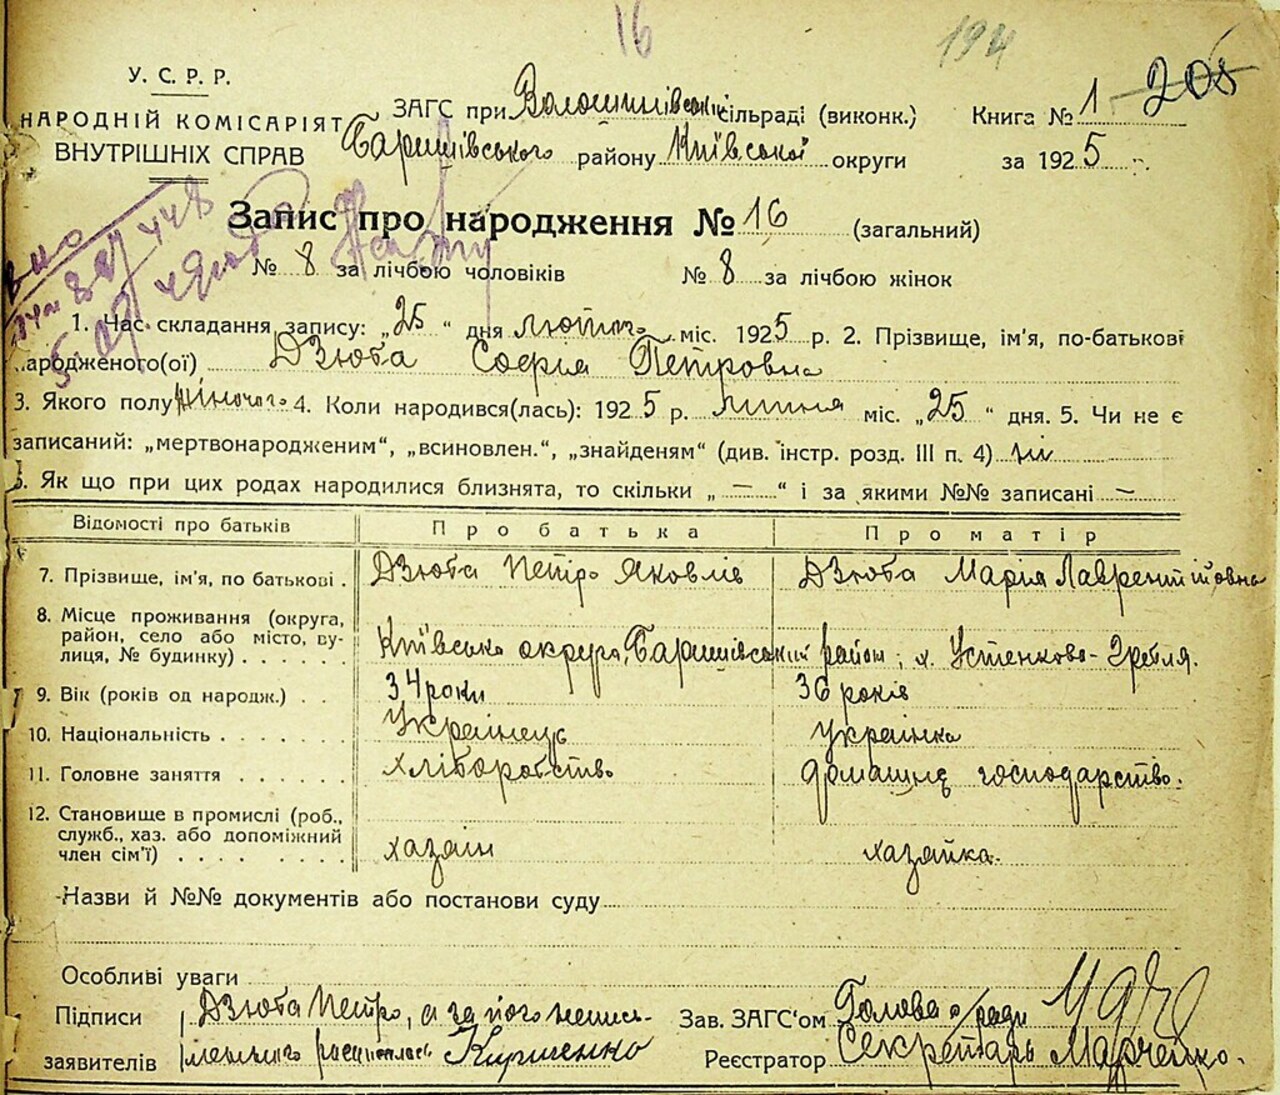 16
194
У. С. Р. Р.
НАРОДНІЙ КОМІСАРІЯТ
ВНУТРІШНІХ СПРАВ
ЗАГС при Волошинівській сільраді (виконк.)
Баришівського району Київської округи
Книга № 1 205
за 1925
Запис про народження № 16 (загальний)
№ 8 за лічбою чоловіків № 8 за лічбою жінок
1. Час складання запису: „25“ дня лютого міс. 1925 р. 2. Прізвище, ім'я, по-батькові
народженого(ої) Дзюба Софія Петровна
3. Якого полу жіночого 4. Коли народився(лась): 1925 р. липня міс. „25“ дня. 5. Чи не є
записаний: „мертвонародженим“, „всиновлен.“, „знайденям“ (див. інстр. розд. III п. 4) ні
6. Як що при цих родах народилися близнята, то скільки „—“ і за якими №№ записані —
Відомості про батьків Про батька Про матір
7. Прізвище, ім'я, по батькові . Дзюба Петро Яковлів Дзюба Марія Лаврентійовна
8. Місце проживання (округа,
район, село або місто, ву-
лиця, № будинку) . . . . . . Київська округа, Баришівський район, х. Устенкова-Гребля.
9. Вік (років од народж.) . . 34 роки 36 років
10. Національність . . . . . . . Українець українка
11. Головне заняття . . . . . . хліборобство домашнє господарство.
12. Становище в промислі (роб.,
служб., хаз. або допоміжний
член сім'ї) . . . . . . . . хазяїн хазяйка.
Назви й №№ документів або постанови суду
Особливі уваги
Підписи Дзюба Петро, а за його непись-
заявителів менного росписалась Кириченко
Зав. ЗАГС'ом Голова с/ради
Реєстратор Секретарь Марченко.